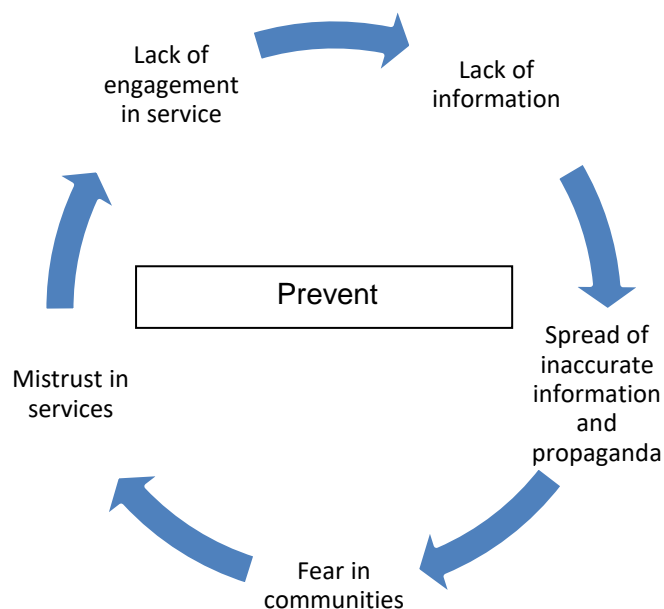 Lack of
engagement
in service
Lack of
information
Prevent
Spread of
inaccurate
information
and
propaganda
Mistrust in
services
Fear in
communities